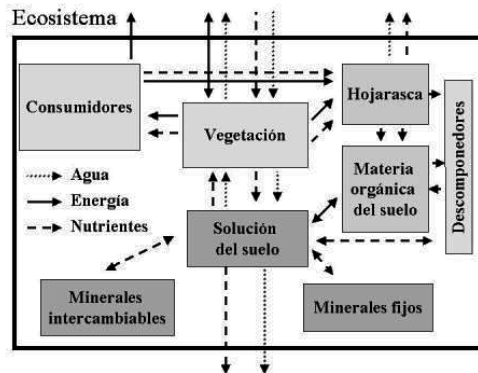 Ecosistema
Consumidores
Vegetación
Hojarasca
Descomponedores
Agua
Energía
Nutrientes
Materia
orgánica
del suelo
Solución
del suelo
Minerales
intercambiables
Minerales fijos